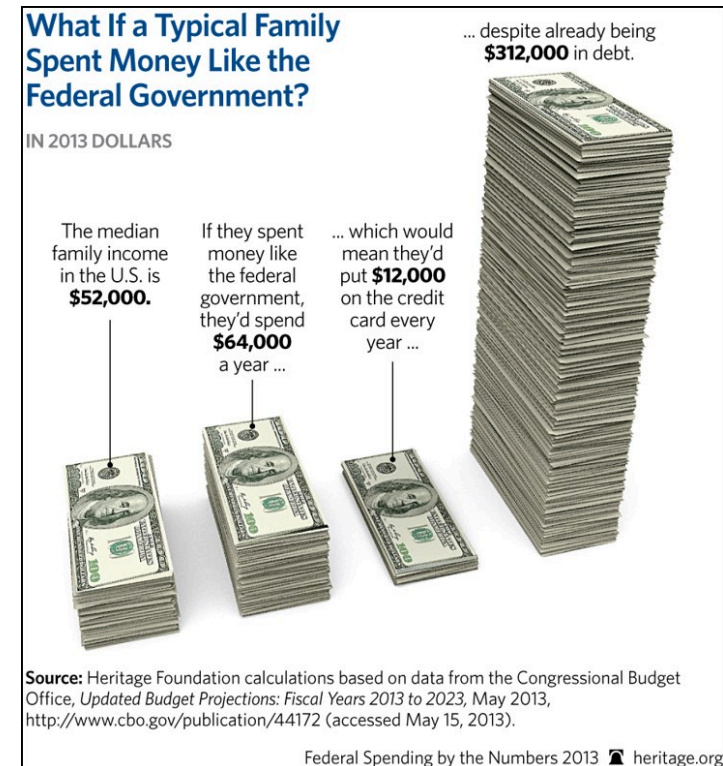 What If a Typical Family
Spent Money Like the
Federal Government?
IN 2013 DOLLARS
The median
family income
in the U.S. is
$52,000.
If they spent
money like
the federal
government,
they’d spend
$64,000
a year ...
... which would
mean they’d
put $12,000
on the credit
card every
year ...
... despite already being
$312,000 in debt.
100
100
100
100
Source: Heritage Foundation calculations based on data from the Congressional Budget
Office, Updated Budget Projections: Fiscal Years 2013 to 2023, May 2013,
http://www.cbo.gov/publication/44172 (accessed May 15, 2013).
Federal Spending by the Numbers 2013 heritage.org